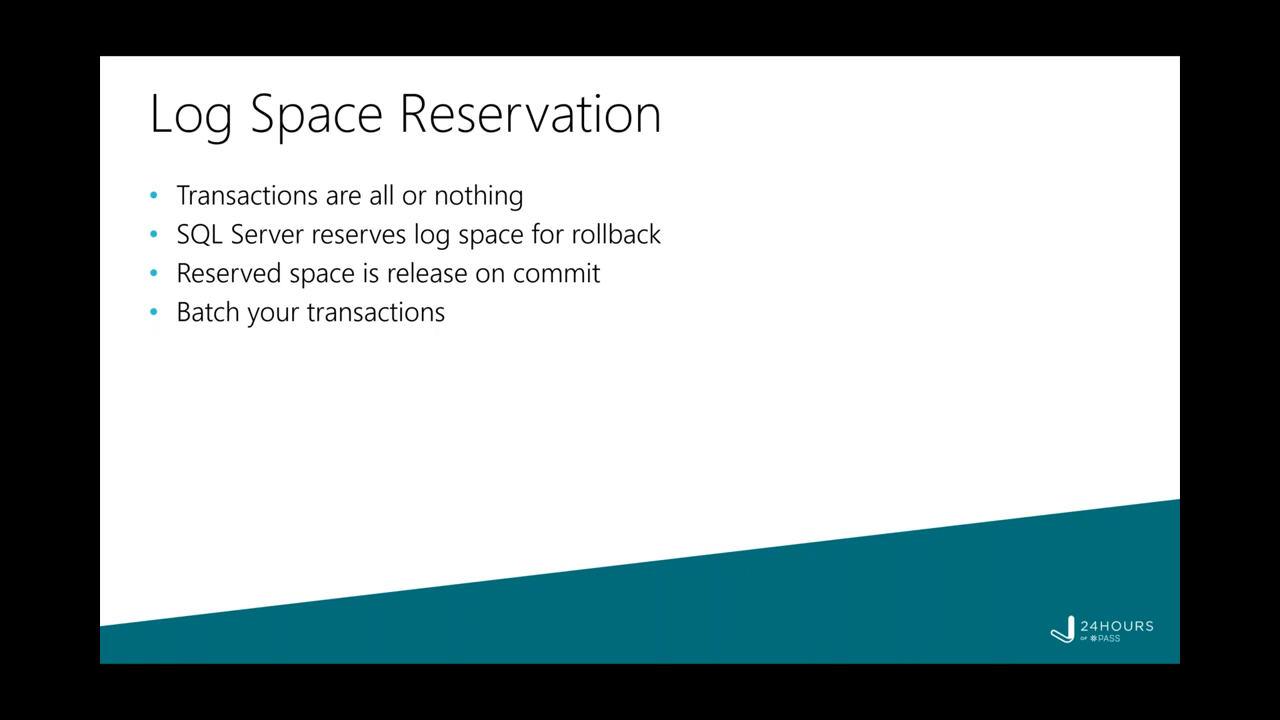 Log Space Reservation
• Transactions are all or nothing
• SQL Server reserves log space for rollback
• Reserved space is release on commit
• Batch your transactions
24HOURS
OF PASS